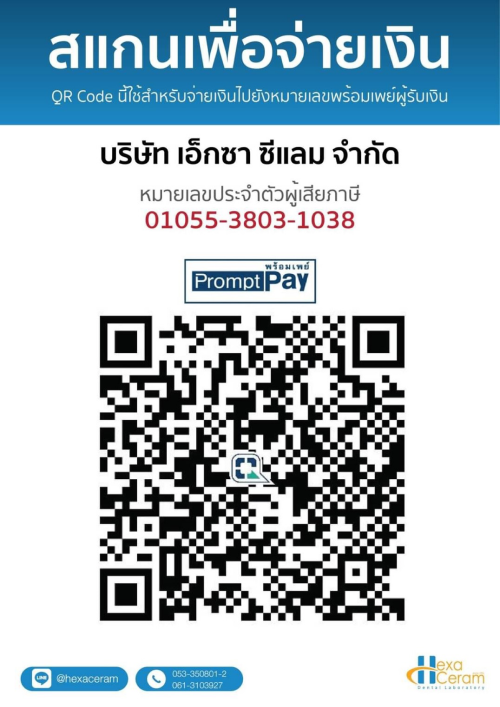 สแกนเพื่อจ่ายเงิน
QR Code นี้ใช้สำหรับจ่ายเงินไปยังหมายเลขพร้อมเพย์ผู้รับเงิน
บริษัท เอ็กซา ซีแลม จำกัด
หมายเลขประจำตัวผู้เสียภาษี
01055-3803-1038
พร้อมเพย์
PromptPay
LINE
@hexaceram
053-350801-2
061-3103927
Hexa
Ceram
Dental Laboratory